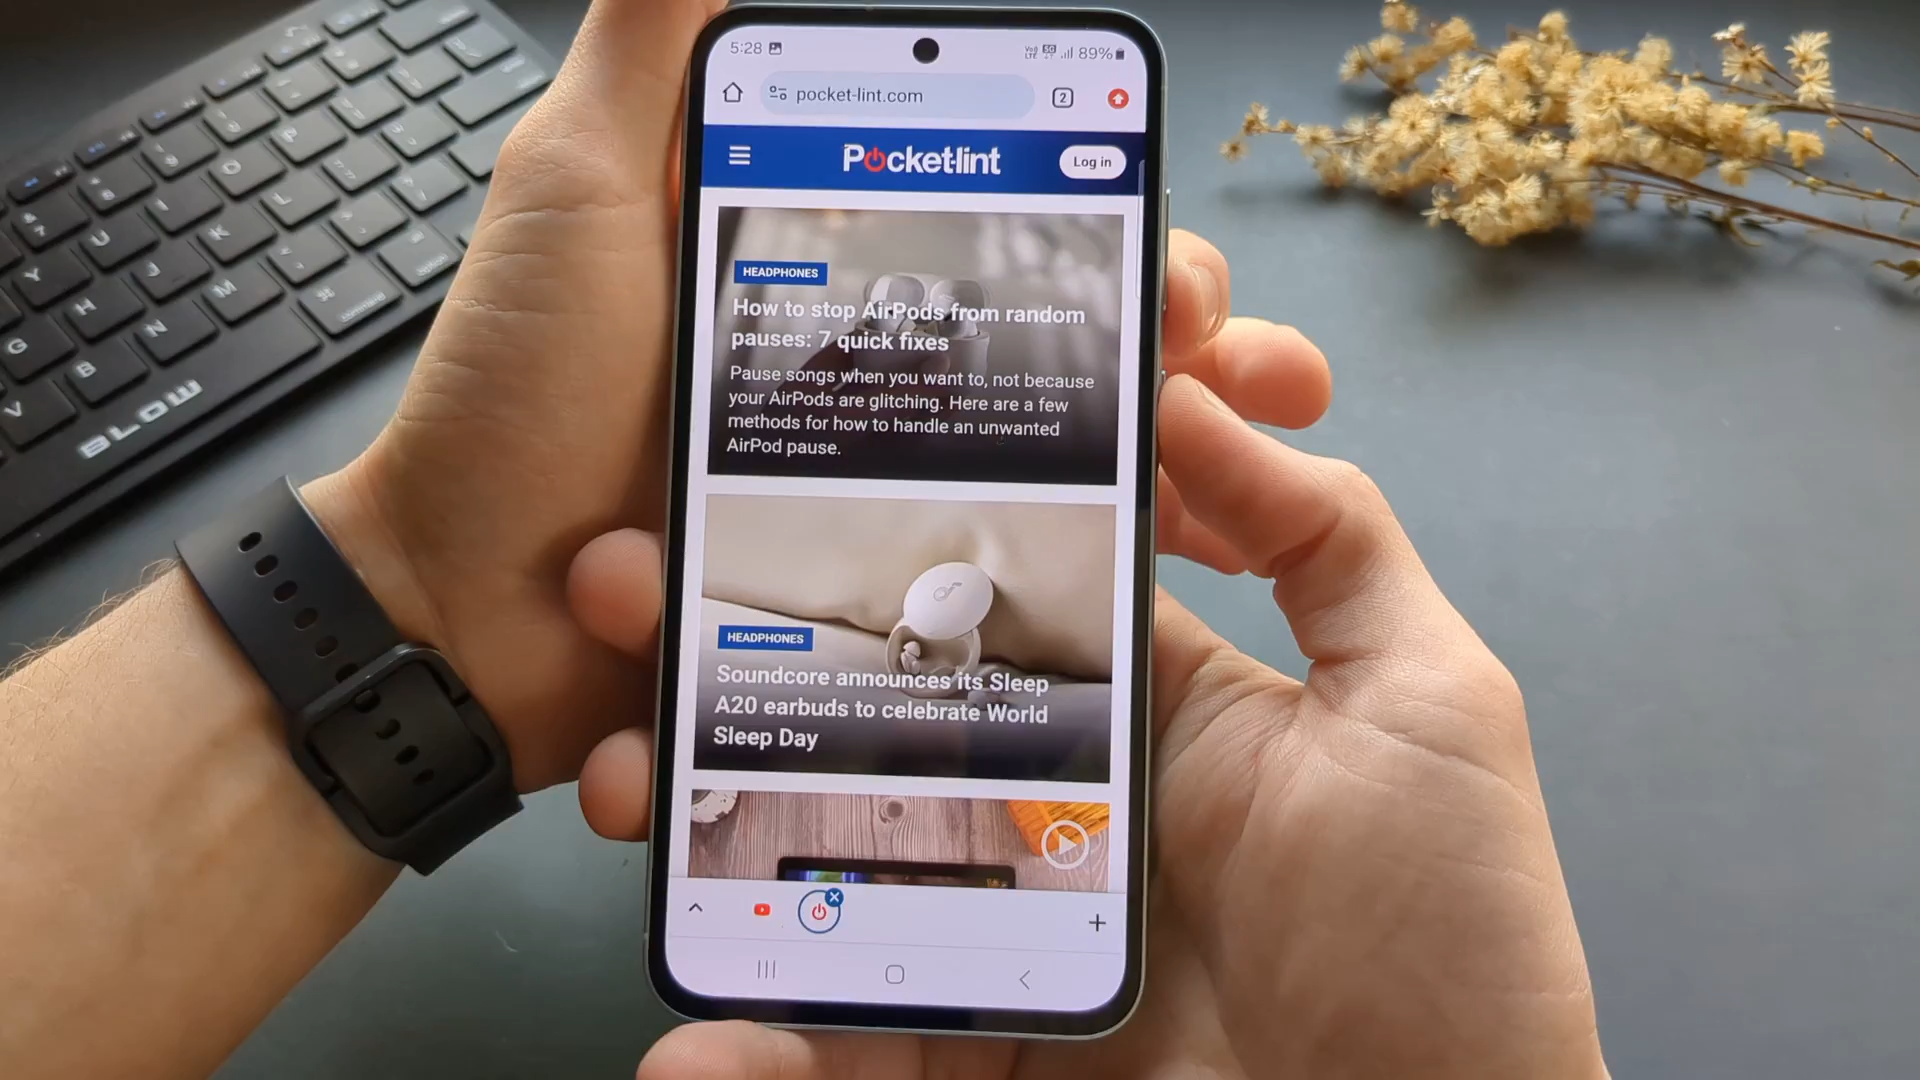 5:28
89%
pocket-lint.com
2
Pocket-lint
Log in
HEADPHONES
How to stop AirPods from random
pauses: 7 quick fixes
Pause songs when you want to, not because
your AirPods are glitching. Here are a few
methods for how to handle an unwanted
AirPod pause.
HEADPHONES
Soundcore announces its Sleep
A20 earbuds to celebrate World
Sleep Day
Y
U
H
J
K
G
B
N
M
V
option
command
BLOW